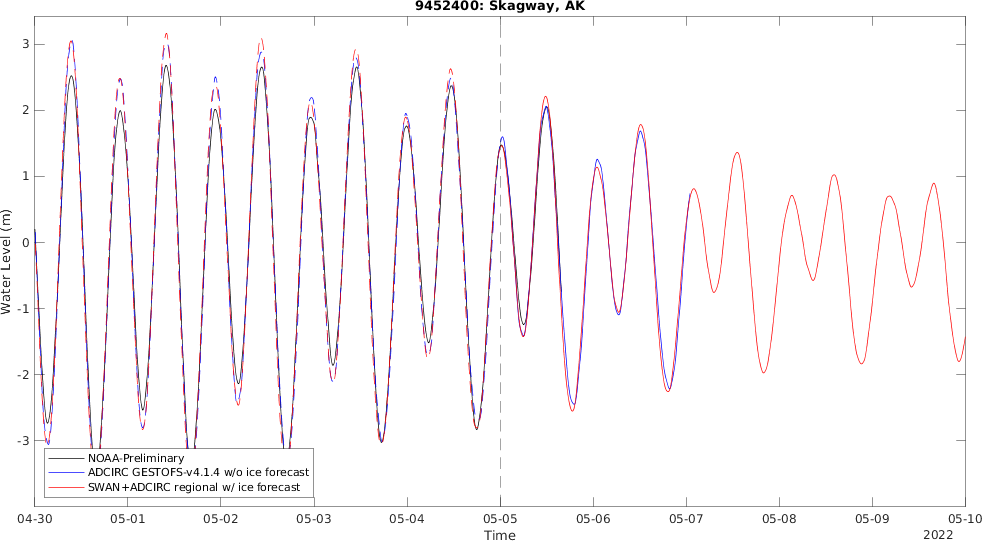 9452400: Skagway, AK
Water Level (m)
3
2
1
0
-1
-2
-3
NOAA-Preliminary
ADCIRC GESTOFS-v4.1.4 w/o ice forecast
SWAN+ADCIRC regional w/ ice forecast
04-30 05-01 05-02 05-03 05-04 05-05 05-06 05-07 05-08 05-09 05-10
Time
2022